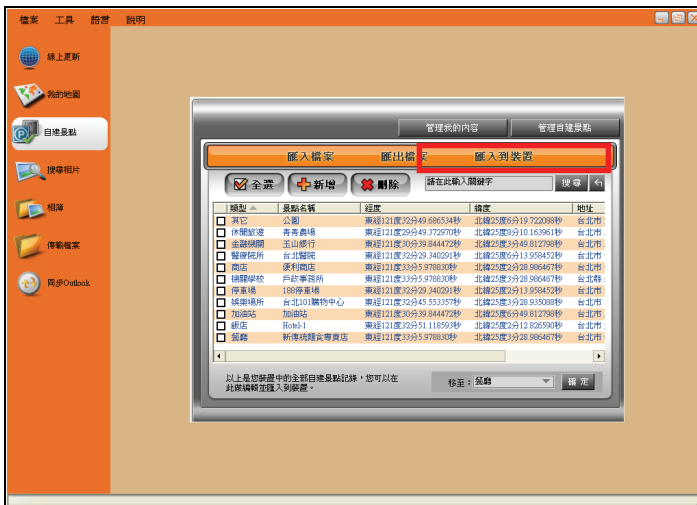 檔案 工具 語言 說明
線上更新
我的地圖
自建景點
搜尋相片
相簿
傳輸檔案
同步Outlook
管理我的內容 管理自建景點
匯入檔案 匯出檔案 匯入到裝置
全選 新增 刪除 請在此輸入關鍵字 搜尋
類型 景點名稱 經度 緯度 地址
其它 公園 東經121度32分49.686534秒 北緯25度6分19.722088秒 台北市
休閒旅遊 青青農場 東經121度29分49.372970秒 北緯25度8分10.163961秒 台北市
金融機關 玉山銀行 東經121度30分39.844472秒 北緯25度3分49.812798秒 台北市
醫療院所 台北醫院 東經121度29分29.340291秒 北緯25度6分13.958452秒 台北市
商店 便利商店 東經121度33分5.978830秒 北緯25度2分28.986467秒 台北市
機關學校 戶政事務所 東經121度33分5.978830秒 北緯25度3分28.986467秒 台北縣
停車場 188停車場 東經121度29分29.340291秒 北緯25度2分13.958452秒 台北市
娛樂場所 台北101購物中心 東經121度32分45.553357秒 北緯25度3分28.935088秒 台北市
加油站 加油站 東經121度30分39.844472秒 北緯25度6分49.812798秒 台北市
飯店 Hotel-1 東經121度32分51.118593秒 北緯25度2分12.826590秒 台北市
餐廳 新傳統麵食專賣店 東經121度33分5.978830秒 北緯25度3分28.986467秒 台北市
以上是您裝置中的全部自建景點記錄，您可以在
此做編輯並匯入到裝置。
移至： 餐廳 確定